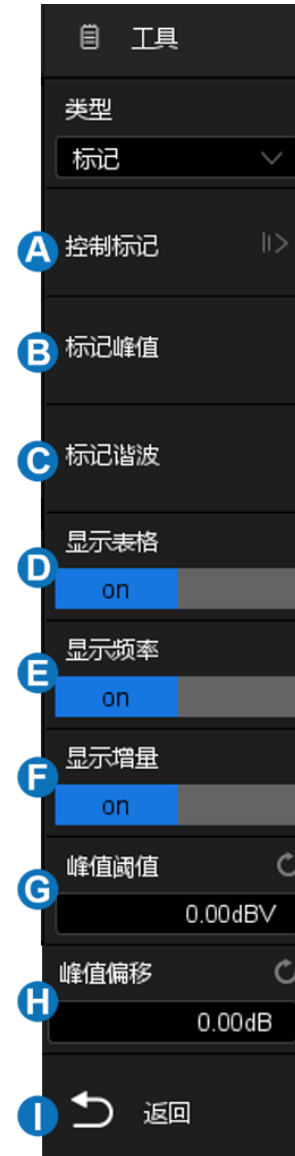 工具
类型
标记
A 控制标记
B 标记峰值
C 标记谐波
显示表格
D on
显示频率
E on
显示增量
F on
峰值阈值
G 0.00dBV
峰值偏移
H 0.00dB
I 返回